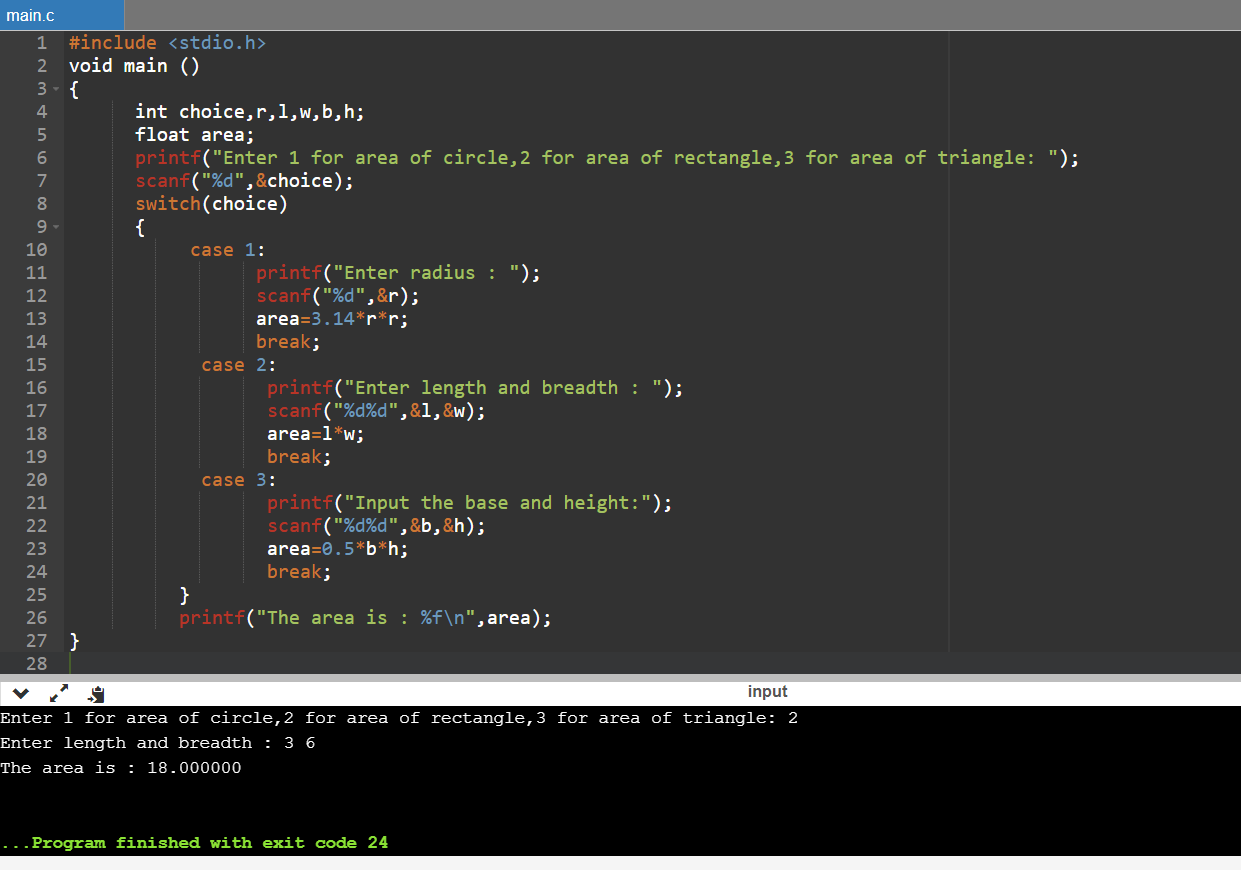 main.c
1 #include <stdio.h>
2 void main ()
3 {
4 int choice,r,l,w,b,h;
5 float area;
6 printf("Enter 1 for area of circle,2 for area of rectangle,3 for area of triangle: ");
7 scanf("%d",&choice);
8 switch(choice)
9 {
10 case 1:
11 printf("Enter radius : ");
12 scanf("%d",&r);
13 area=3.14*r*r;
14 break;
15 case 2:
16 printf("Enter length and breadth : ");
17 scanf("%d%d",&l,&w);
18 area=l*w;
19 break;
20 case 3:
21 printf("Input the base and height:");
22 scanf("%d%d",&b,&h);
23 area=0.5*b*h;
24 break;
25 }
26 printf("The area is : %f\n",area);
27 }
28
input
Enter 1 for area of circle,2 for area of rectangle,3 for area of triangle: 2
Enter length and breadth : 3 6
The area is : 18.000000
...Program finished with exit code 24